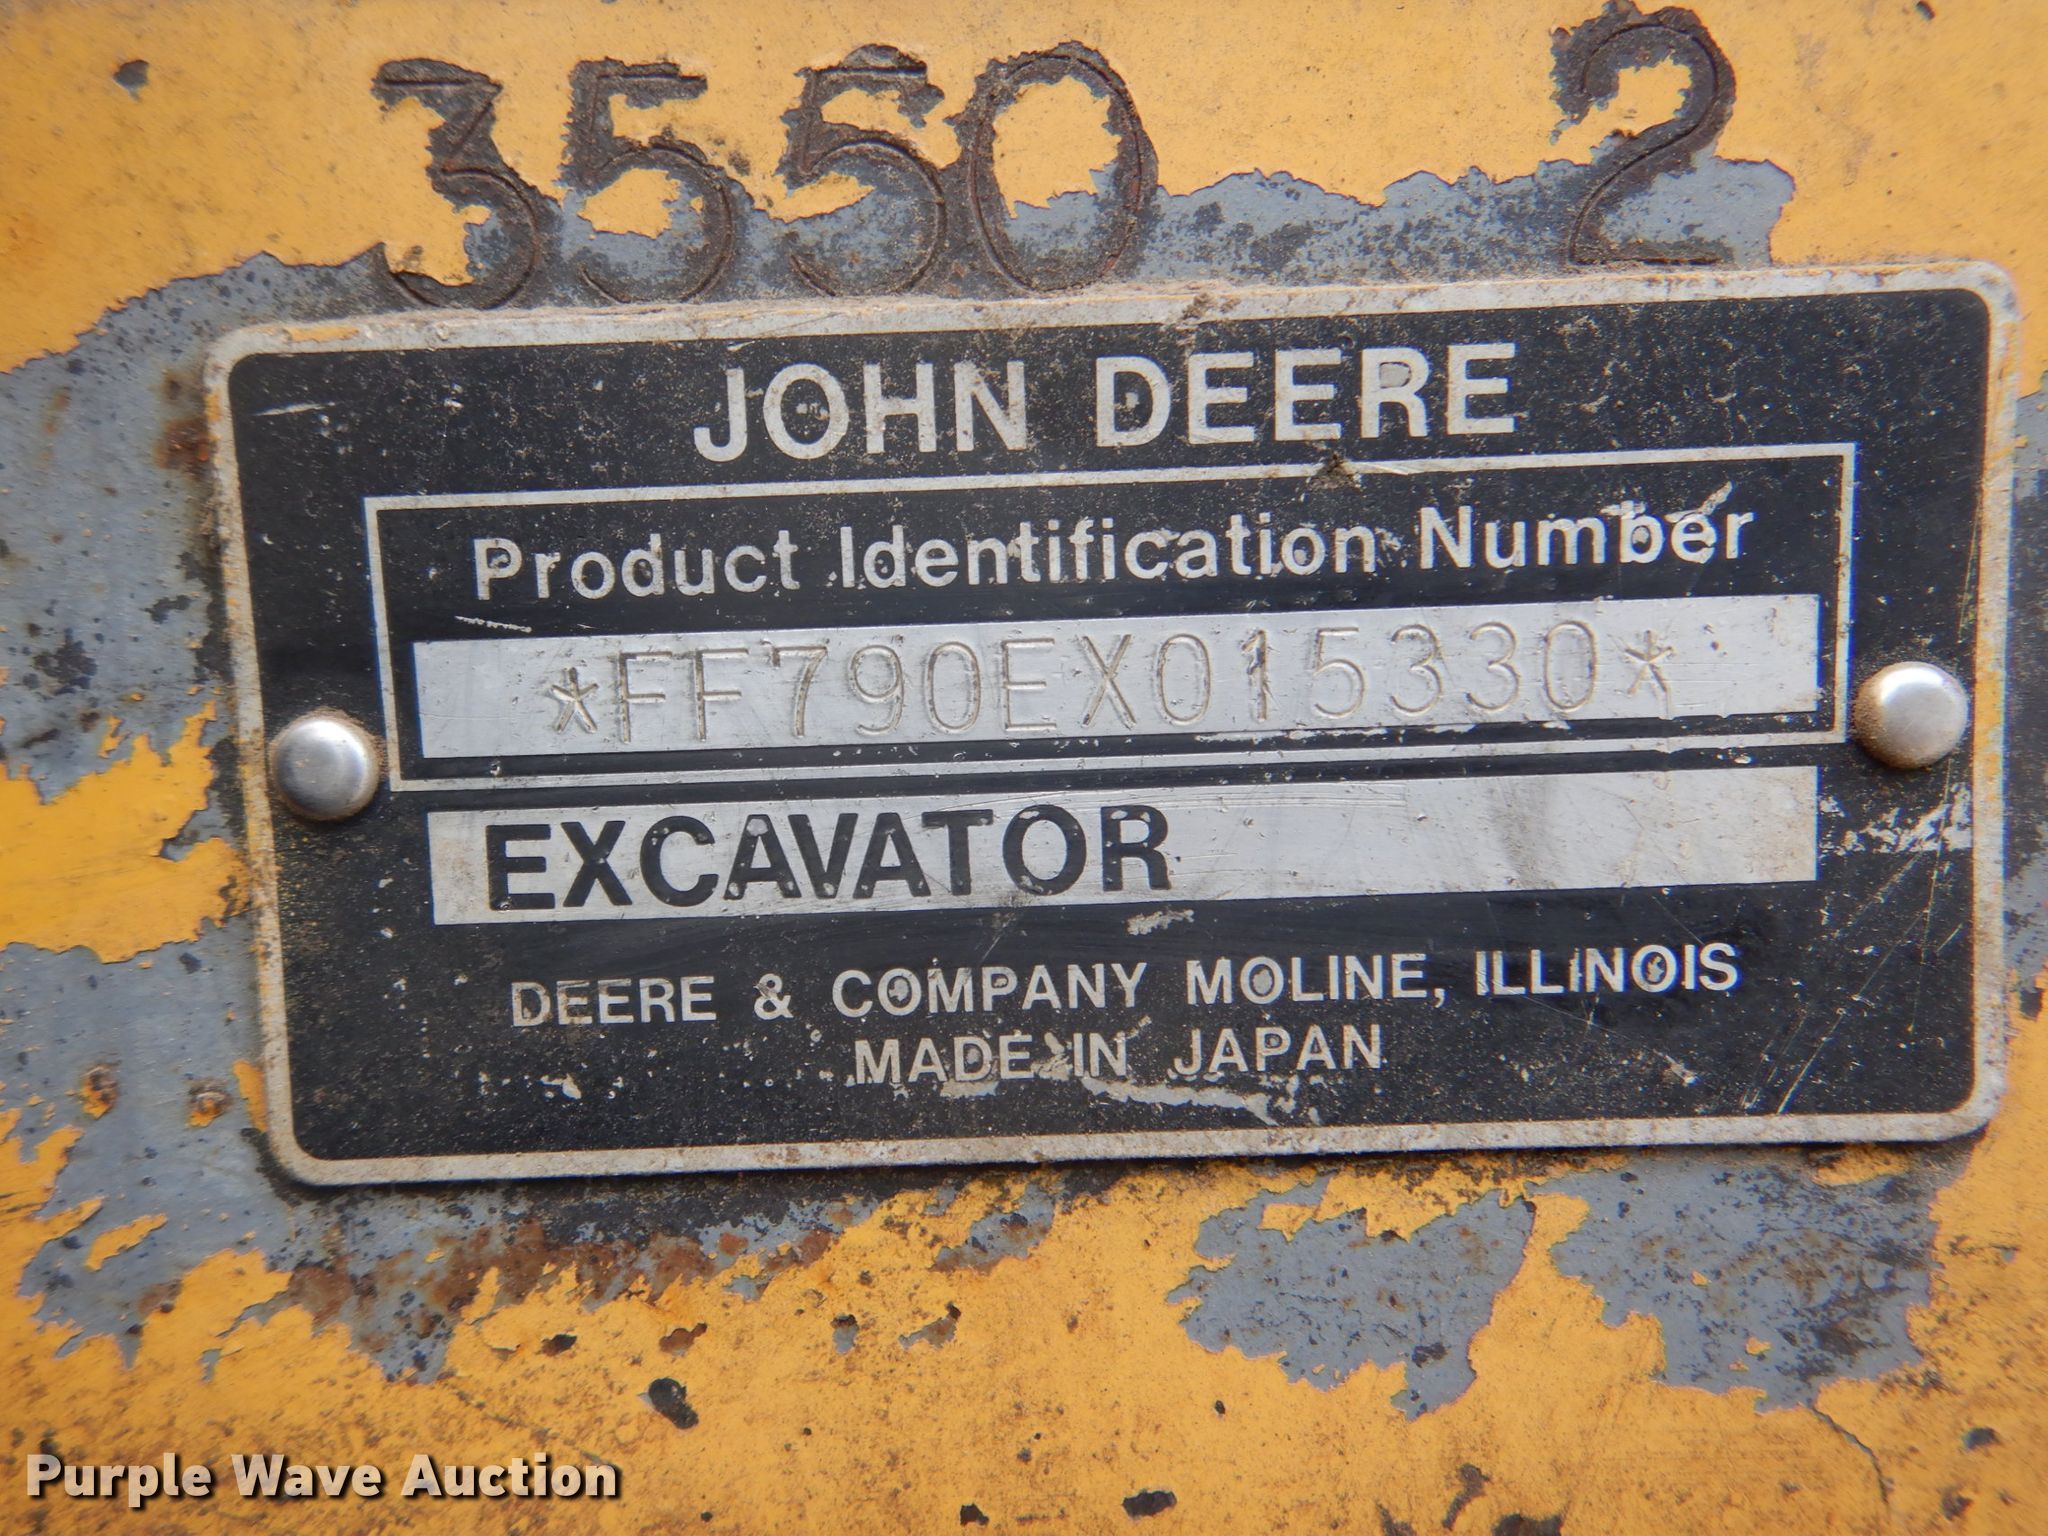 3550 2
JOHN DEERE
Product Identification Number
*FF790EX015330*
EXCAVATOR
DEERE & COMPANY MOLINE, ILLINOIS
MADE IN JAPAN
Purple Wave Auction